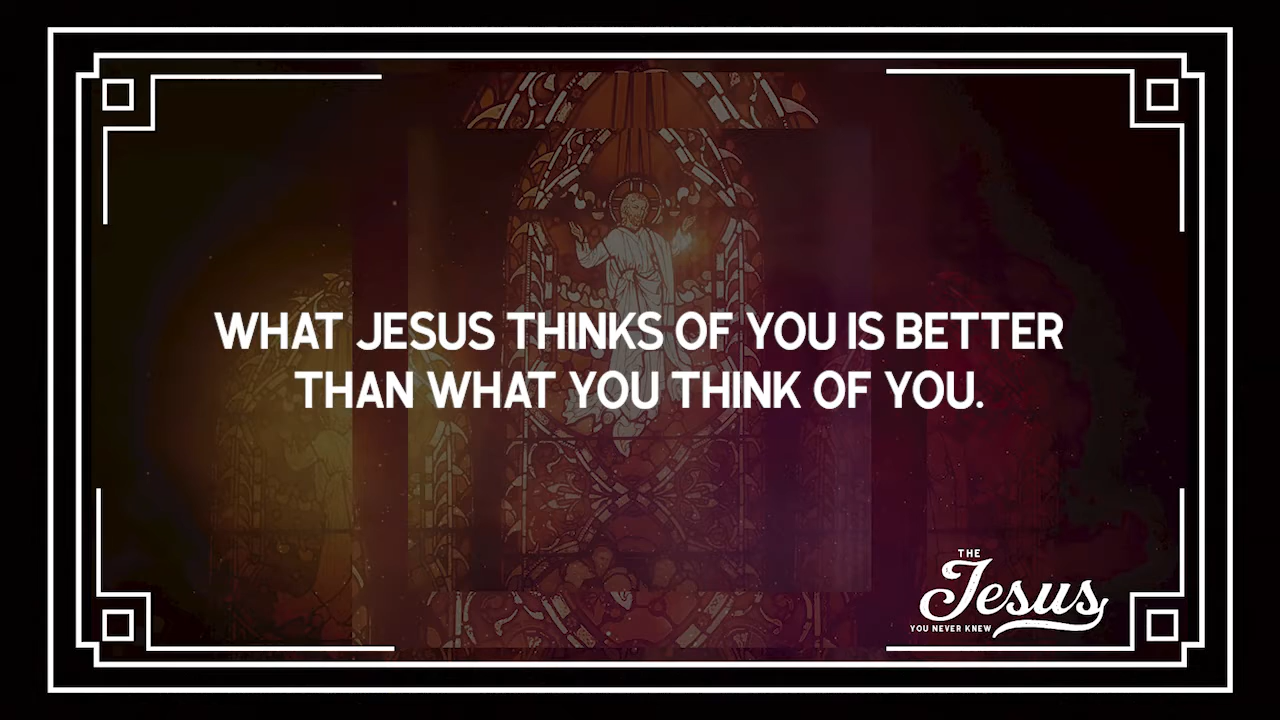 WHAT JESUS THINKS OF YOU IS BETTER
THAN WHAT YOU THINK OF YOU.
THE
Jesus
YOU NEVER KNEW